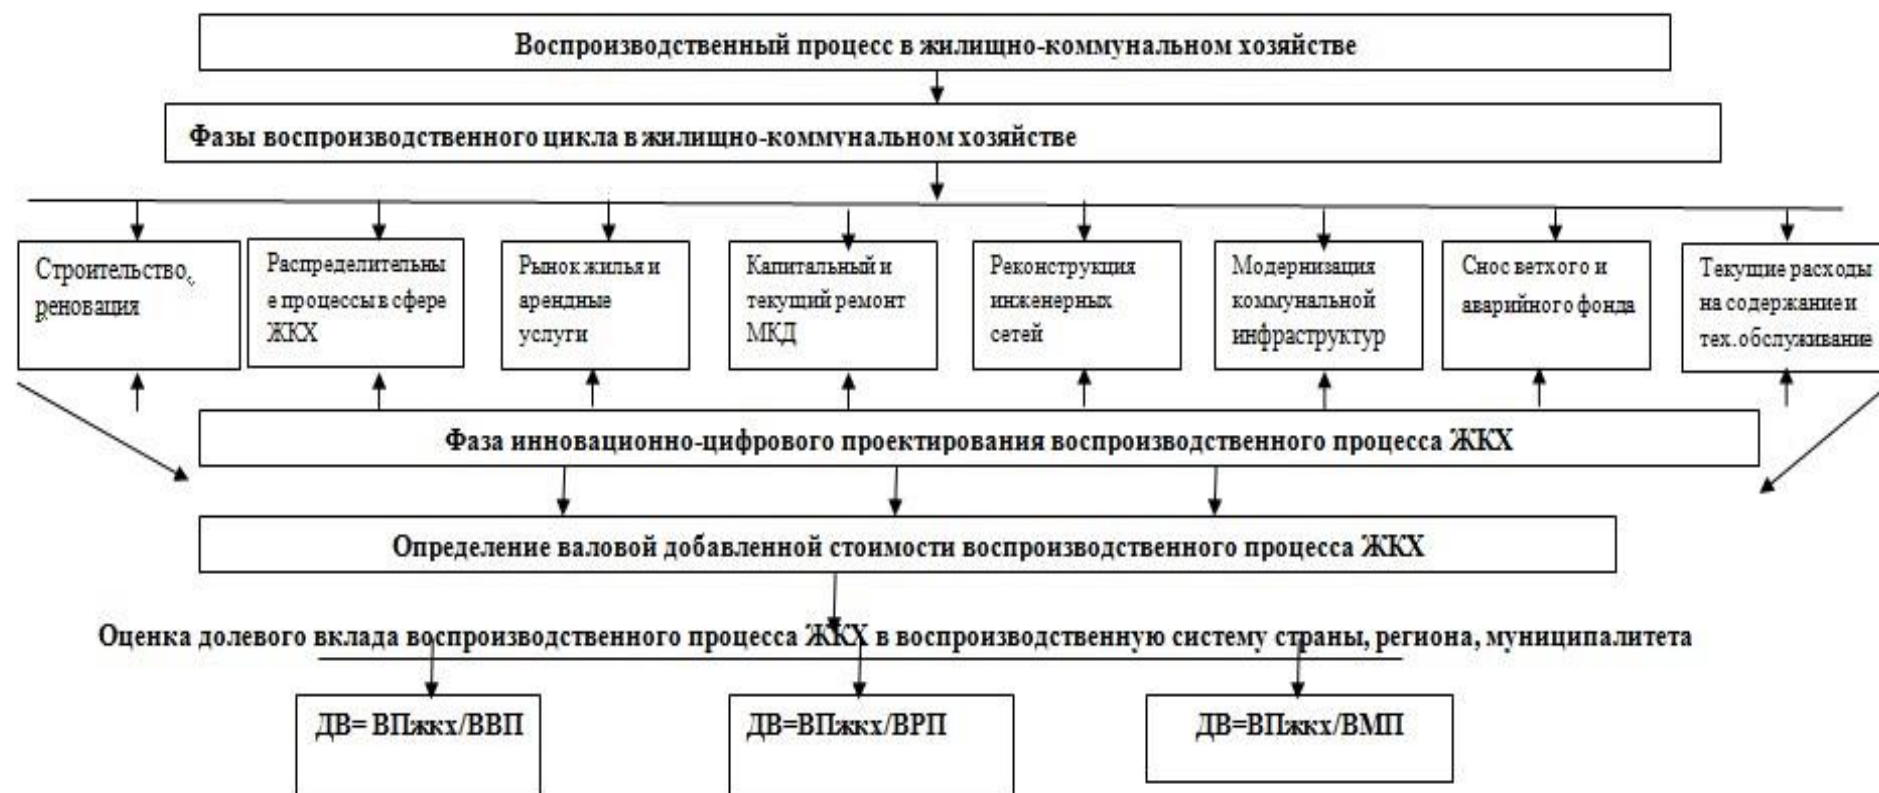 Воспроизводственный процесс в жилищно-коммунальном хозяйстве
Фазы воспроизводственного цикла в жилищно-коммунальном хозяйстве
Строительство,
реновация
Распределительны
е процессы в сфере
ЖКХ
Рынок жилья и
арендные
услуги
Капитальный и
текущий ремонт
МКД
Реконструкция
инженерных
сетей
Модернизация
коммунальной
инфраструктур
Снос ветхого и
аварийного фонда
Текущие расходы
на содержание и
тех. обслуживание
Фаза инновационно-цифрового проектирования воспроизводственного процесса ЖКХ
Определение валовой добавленной стоимости воспроизводственного процесса ЖКХ
Оценка долевого вклада воспроизводственного процесса ЖКХ в воспроизводственную систему страны, региона, муниципалитета
ДВ= ВПжкх/ВВП
ДВ=ВПжкх/ВРП
ДВ=ВПжкх/ВМП